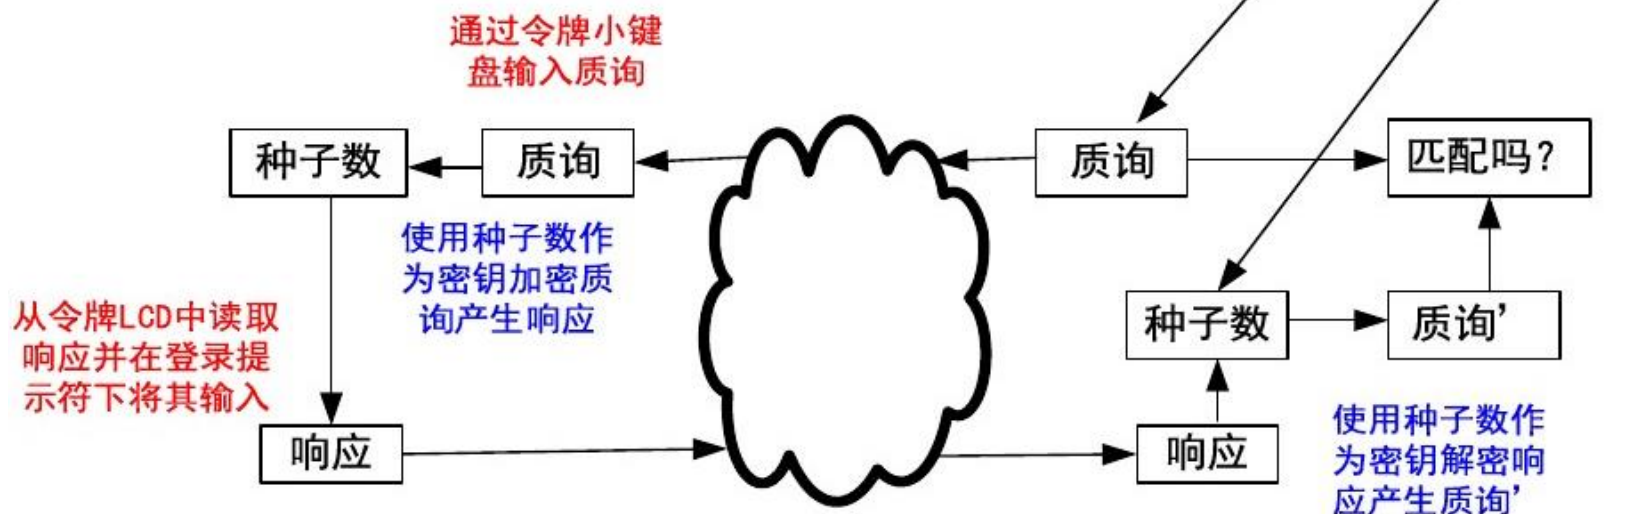 通过令牌小键
盘输入质询
种子数
质询
质询
匹配吗?
使用种子数作
为密钥加密质
询产生响应
从令牌LCD中读取
响应并在登录提
示符下将其输入
种子数
质询’
响应
响应
使用种子数作
为密钥解密响
应产生质询’